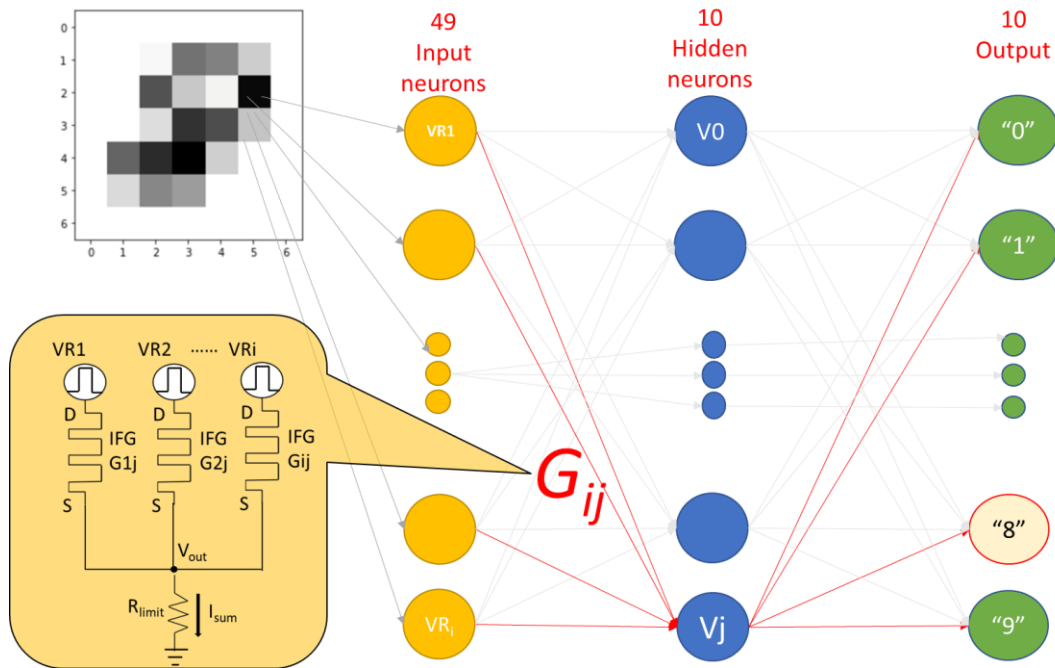 49
Input
neurons
10
Hidden
neurons
10
Output
0
1
2
3
4
5
6
0 1 2 3 4 5 6
VR1
V0
"0"
"1"
VR1 VR2 ...... VRi
D D D
IFG IFG IFG
G1j G2j Gij
S S S
Vout
Rlimit
Isum
Gij
"8"
VRi
Vj
"9"